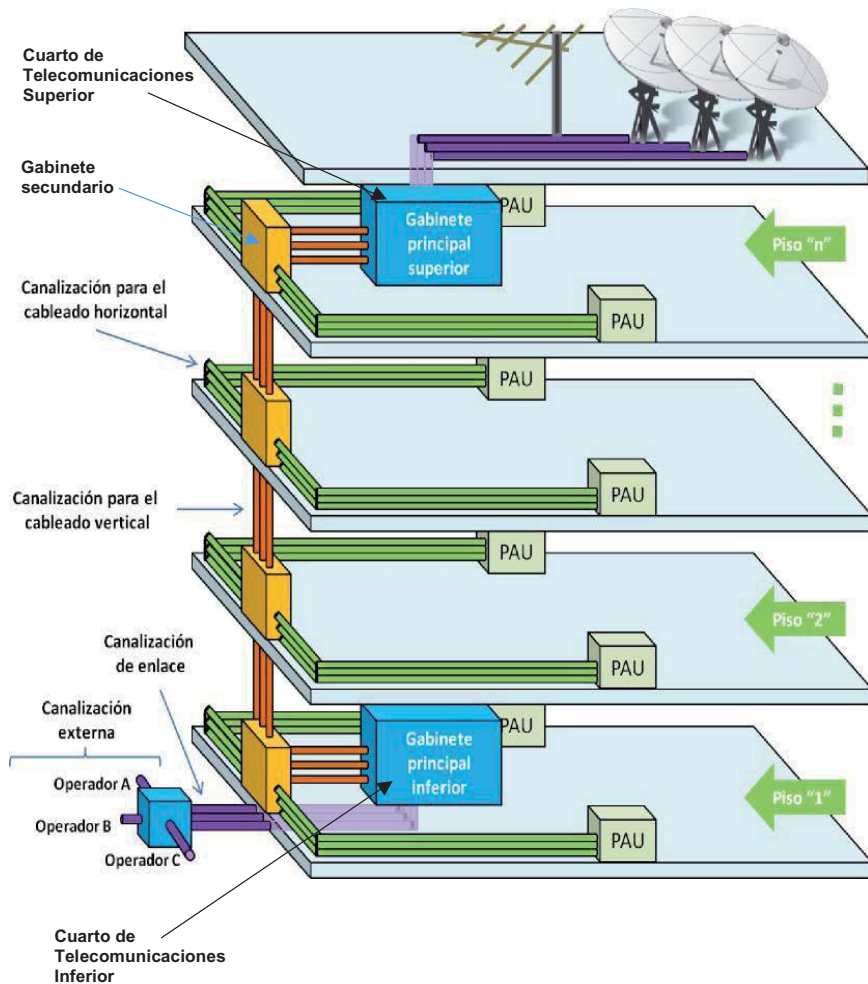 Cuarto de
Telecomunicaciones
Superior
Gabinete
secundario
PAU
Gabinete
principal
superior
Piso "n"
Canalización para el
cableado horizontal
PAU
PAU
PAU
Canalización para el
cableado vertical
PAU
Piso "2"
Canalización
de enlace
PAU
Canalización
externa
PAU
Gabinete
principal
inferior
Operador A
Piso "1"
Operador B
PAU
Operador C
Cuarto de
Telecomunicaciones
Inferior